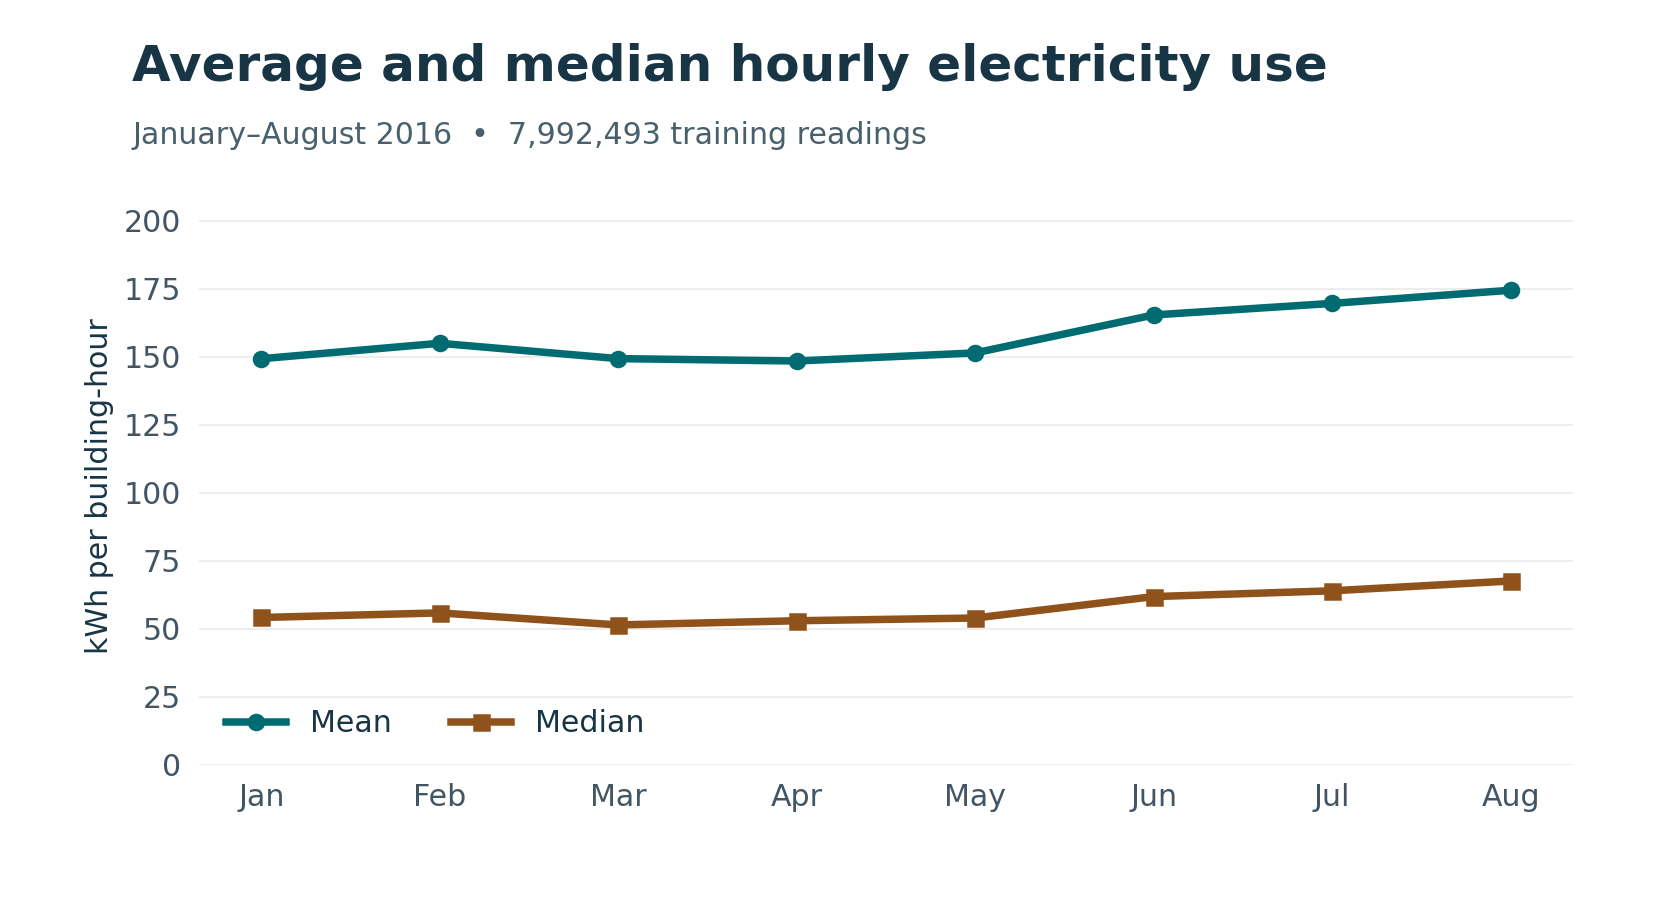 Average and median hourly electricity use
January–August 2016 • 7,992,493 training readings
kWh per building-hour
200
175
150
125
100
75
50
25
0
Mean Median
Jan Feb Mar Apr May Jun Jul Aug